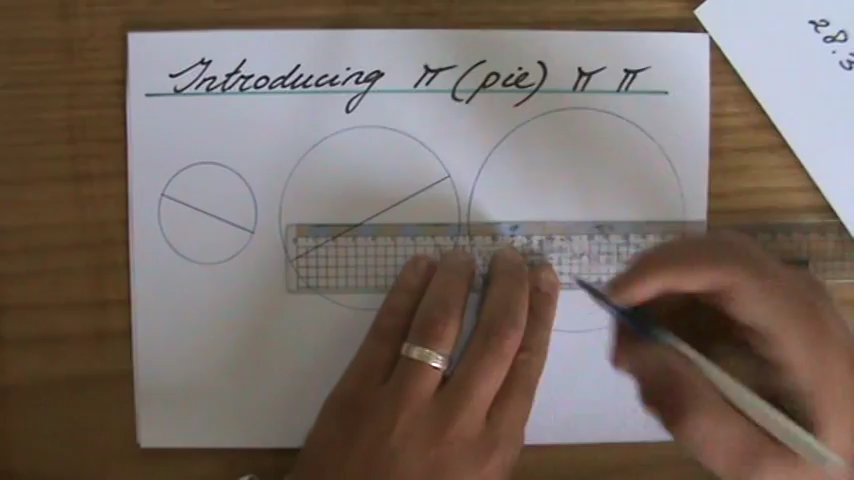 Introducing π (pie) π π
28.3